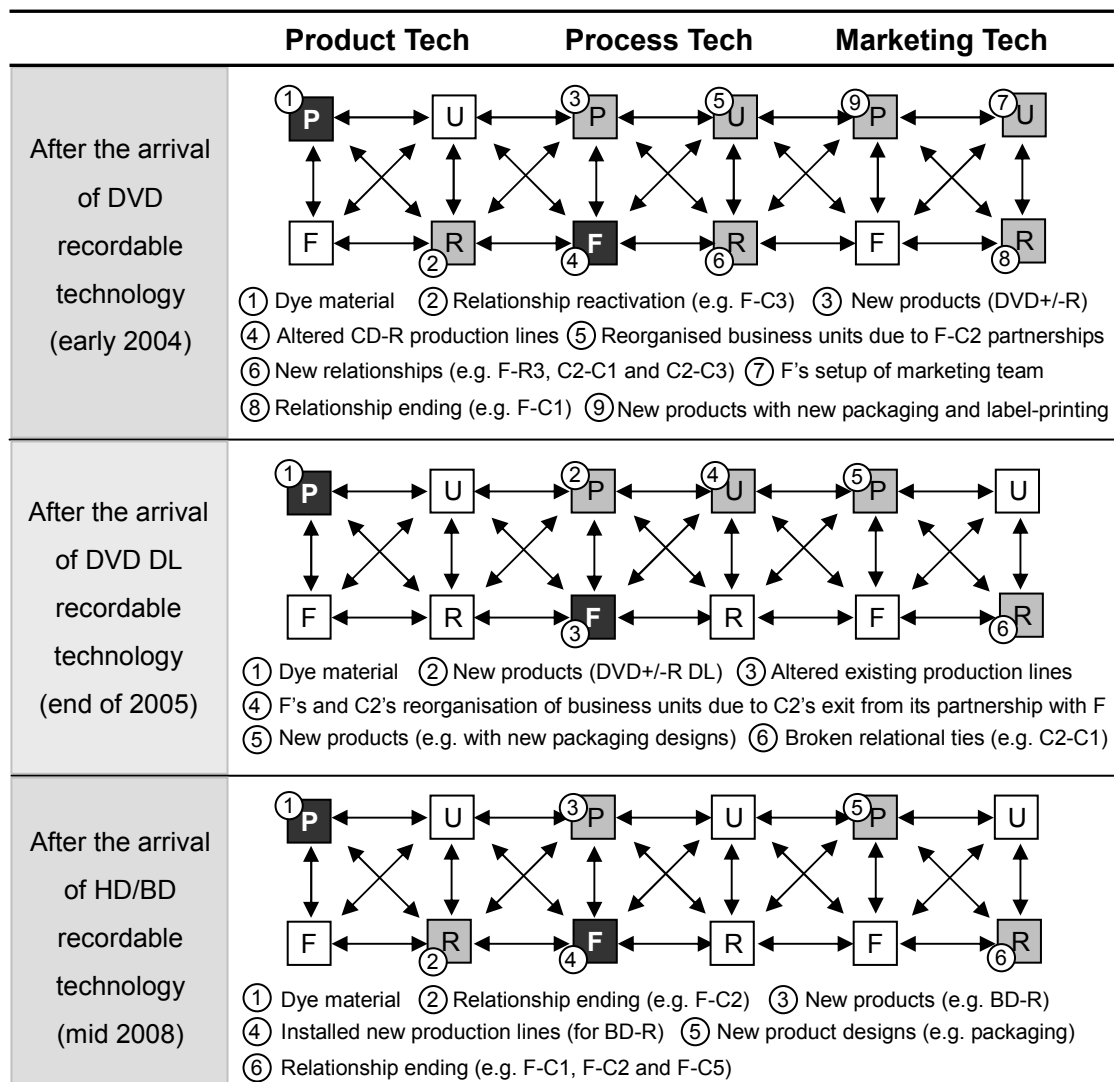 Product Tech Process Tech Marketing Tech
After the arrival
of DVD
recordable
technology
(early 2004)
1 P U 3 P 5 U 9 P 7 U
F R 2 F 4 R 6 F R 8
1 Dye material 2 Relationship reactivation (e.g. F-C3) 3 New products (DVD+/-R)
4 Altered CD-R production lines 5 Reorganised business units due to F-C2 partnerships
6 New relationships (e.g. F-R3, C2-C1 and C2-C3) 7 F's setup of marketing team
8 Relationship ending (e.g. F-C1) 9 New products with new packaging and label-printing
After the arrival
of DVD DL
recordable
technology
(end of 2005)
1 P U 2 P 4 U 5 P U
F R F 3 R F R 6
1 Dye material 2 New products (DVD+/-R DL) 3 Altered existing production lines
4 F's and C2's reorganisation of business units due to C2's exit from its partnership with F
5 New products (e.g. with new packaging designs) 6 Broken relational ties (e.g. C2-C1)
After the arrival
of HD/BD
recordable
technology
(mid 2008)
1 P U 3 P U 5 P U
F R 2 F 4 R F R 6
1 Dye material 2 Relationship ending (e.g. F-C2) 3 New products (e.g. BD-R)
4 Installed new production lines (for BD-R) 5 New product designs (e.g. packaging)
6 Relationship ending (e.g. F-C1, F-C2 and F-C5)